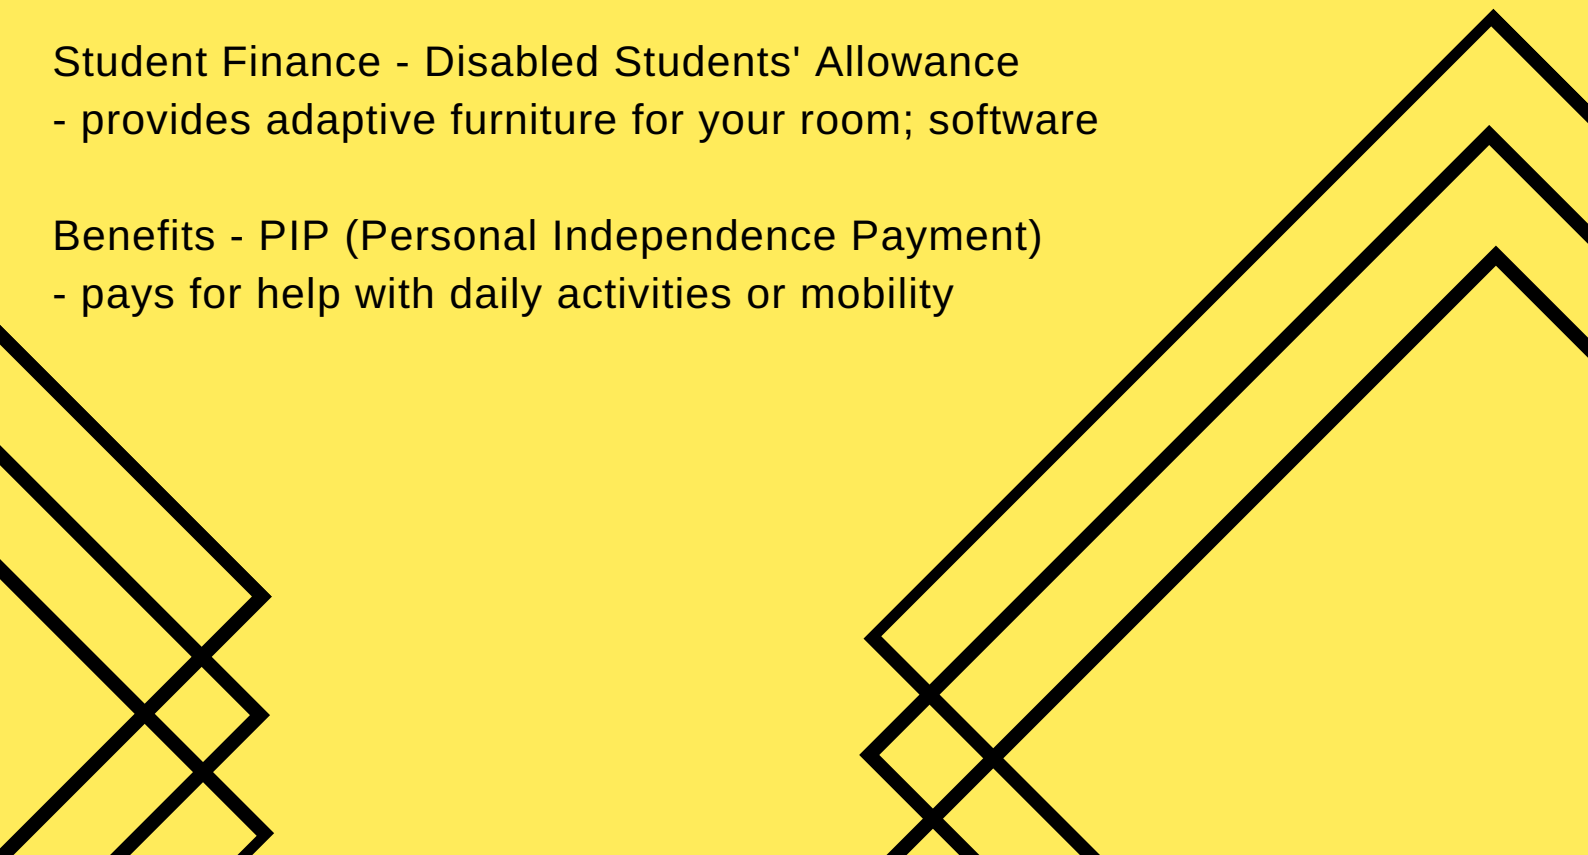 Student Finance - Disabled Students' Allowance
- provides adaptive furniture for your room; software
Benefits - PIP (Personal Independence Payment)
- pays for help with daily activities or mobility